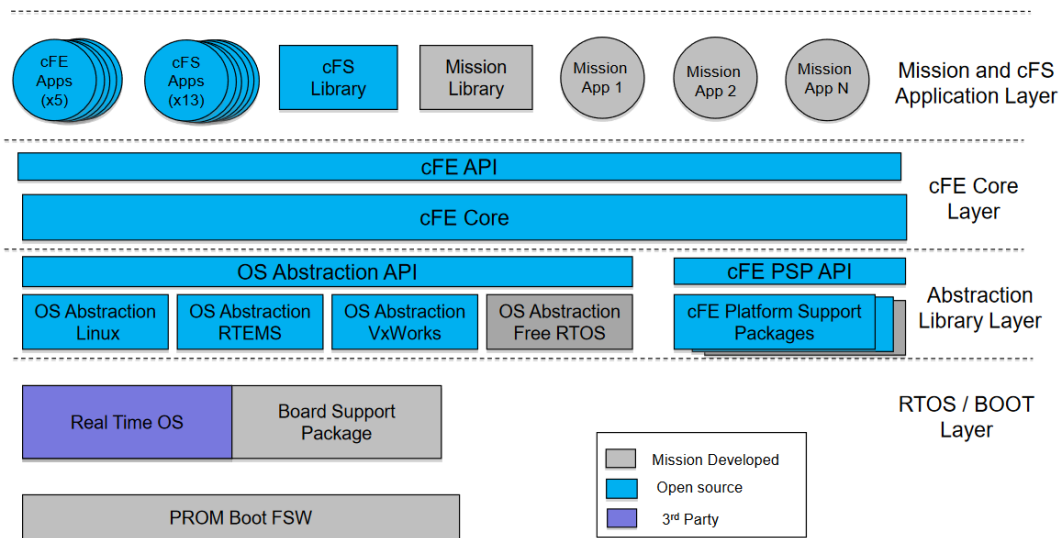 cFE
Apps
(x5)
cFS
Apps
(x13)
cFS
Library
Mission
Library
Mission
App 1
Mission
App 2
Mission
App N
Mission and cFS
Application Layer
cFE API
cFE Core
cFE Core
Layer
OS Abstraction API
cFE PSP API
OS Abstraction
Linux
OS Abstraction
RTEMS
OS Abstraction
VxWorks
OS Abstraction
Free RTOS
cFE Platform Support
Packages
Abstraction
Library Layer
Real Time OS
Board Support
Package
RTOS / BOOT
Layer
PROM Boot FSW
Mission Developed
Open source
3rd Party